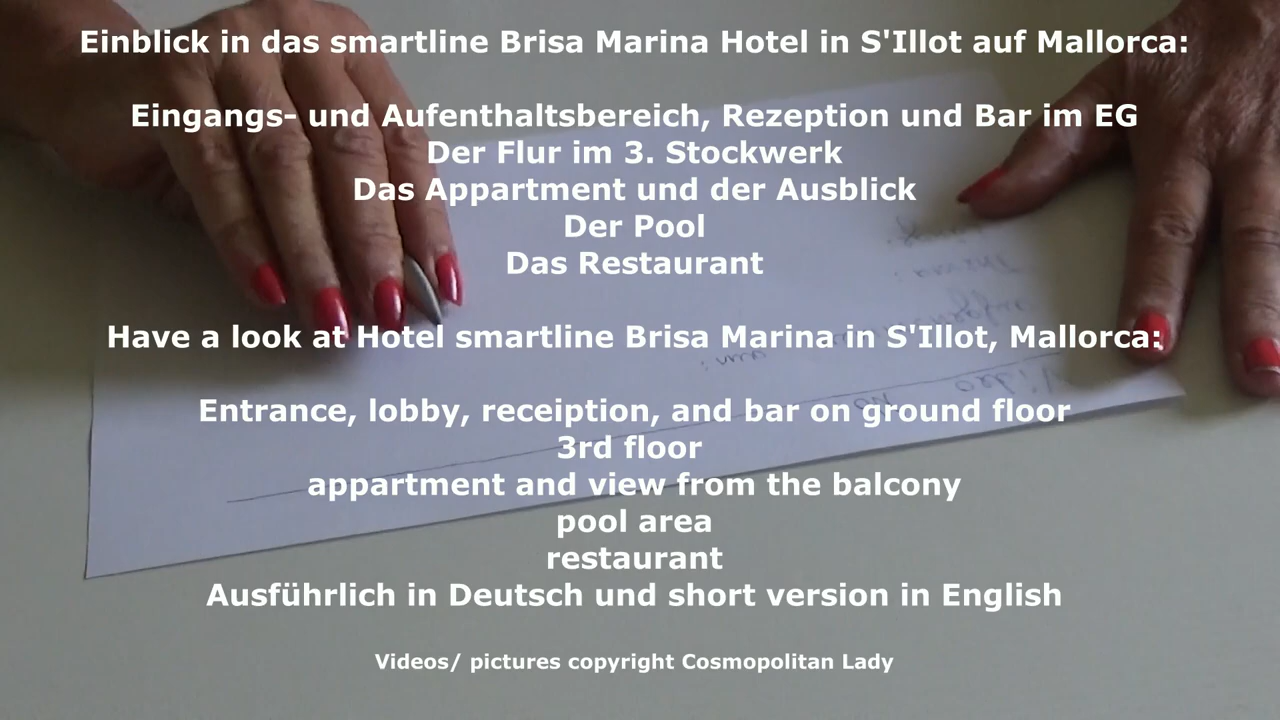 Einblick in das smartline Brisa Marina Hotel in S'Illot auf Mallorca:
Eingangs- und Aufenthaltsbereich, Rezeption und Bar im EG
Der Flur im 3. Stockwerk
Das Appartment und der Ausblick
Der Pool
Das Restaurant
Have a look at Hotel smartline Brisa Marina in S'Illot, Mallorca:
Entrance, lobby, receiption, and bar on ground floor
3rd floor
appartment and view from the balcony
pool area
restaurant
Ausführlich in Deutsch und short version in English
Videos/ pictures copyright Cosmopolitan Lady
Video